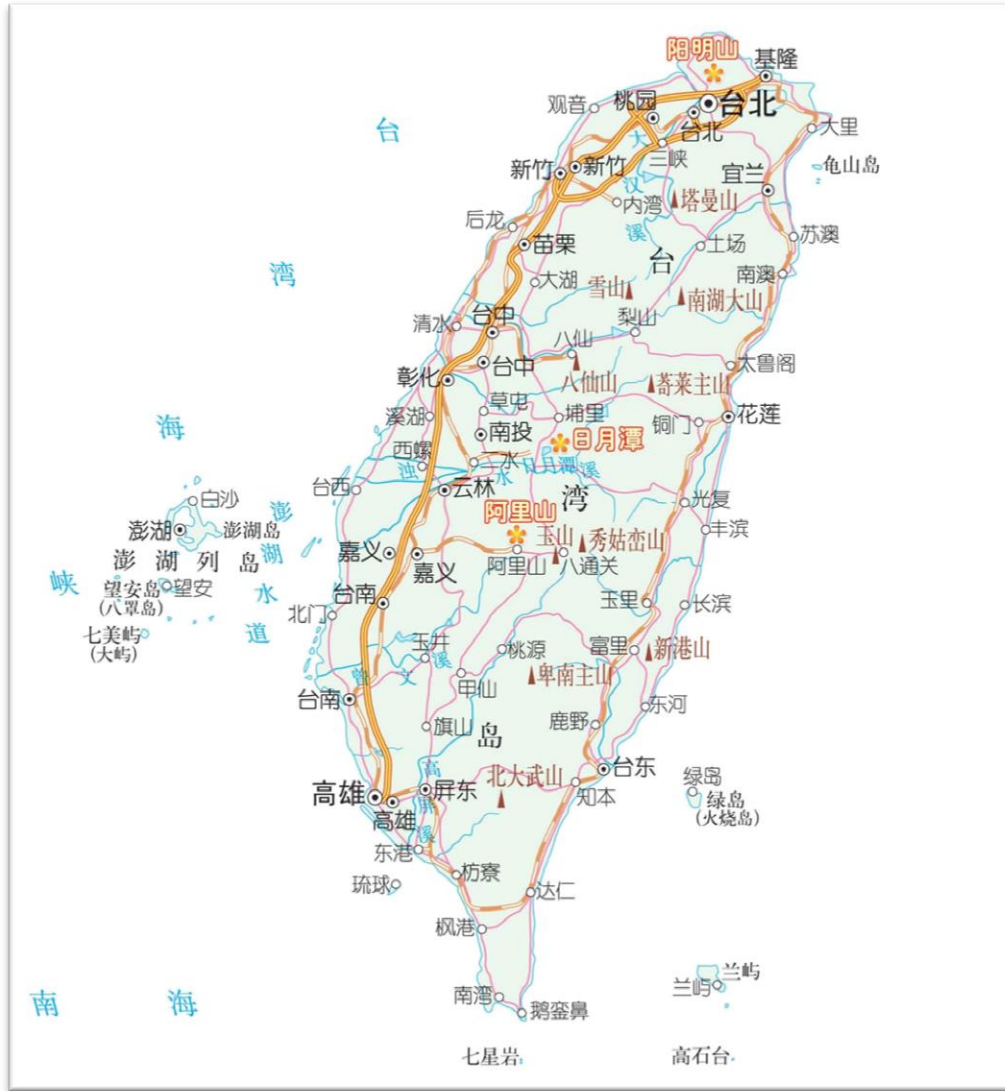 阳明山
基隆
观音
桃园
台北
台北
大里
台
三峡
大
汉
溪
龟山岛
新竹
新竹
宜兰
内湾
塔曼山
后龙
苏澳
苗栗
土场
台
湾
大湖
雪山
南湖大山
南澳
清水
台中
梨山
八仙
台中
太鲁阁
彰化
八仙山
蓊莱主山
草屯
溪湖
埔里
铜门
花莲
海
南投
日月潭
西螺
二水
日月潭
浊
水
溪
台西
云林
湾
白沙
光复
澎湖
澎湖岛
阿里山
丰滨
澎湖列岛
澎
湖
水
道
嘉义
嘉义
玉山
秀姑峦山
阿里山
八通关
峡
望安岛
(八罩岛)
望安
台南
玉里
长滨
北门
七美屿
(大屿)
玉井
桃源
富里
新港山
曾
文
溪
甲仙
卑南主山
台南
东河
旗山
岛
鹿野
高
屏
溪
北大武山
台东
绿岛
高雄
高雄
屏东
知本
绿岛
(火烧岛)
东港
琉球
枋寮
达仁
枫港
兰屿
兰屿
南湾
鹅銮鼻
南
海
七星岩
高石台